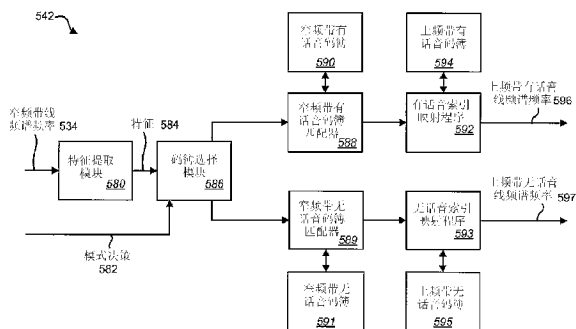 542
窄频带有
话音码簿
590
上频带有
话音码簿
594
窄频带线
频谱频率 534
特征 584
特征提取
模块
580
码簿选择
模块
586
窄频带有
话音码簿
匹配器
588
有话音索引
映射程序
592
上频带有话音
线频谱频率 596
模式决策
582
窄频带无
话音码簿
匹配器
589
无话音索引
映射程序
593
上频带无话音
线频谱频率 597
窄频带无
话音码簿
591
上频带无
话音码簿
595